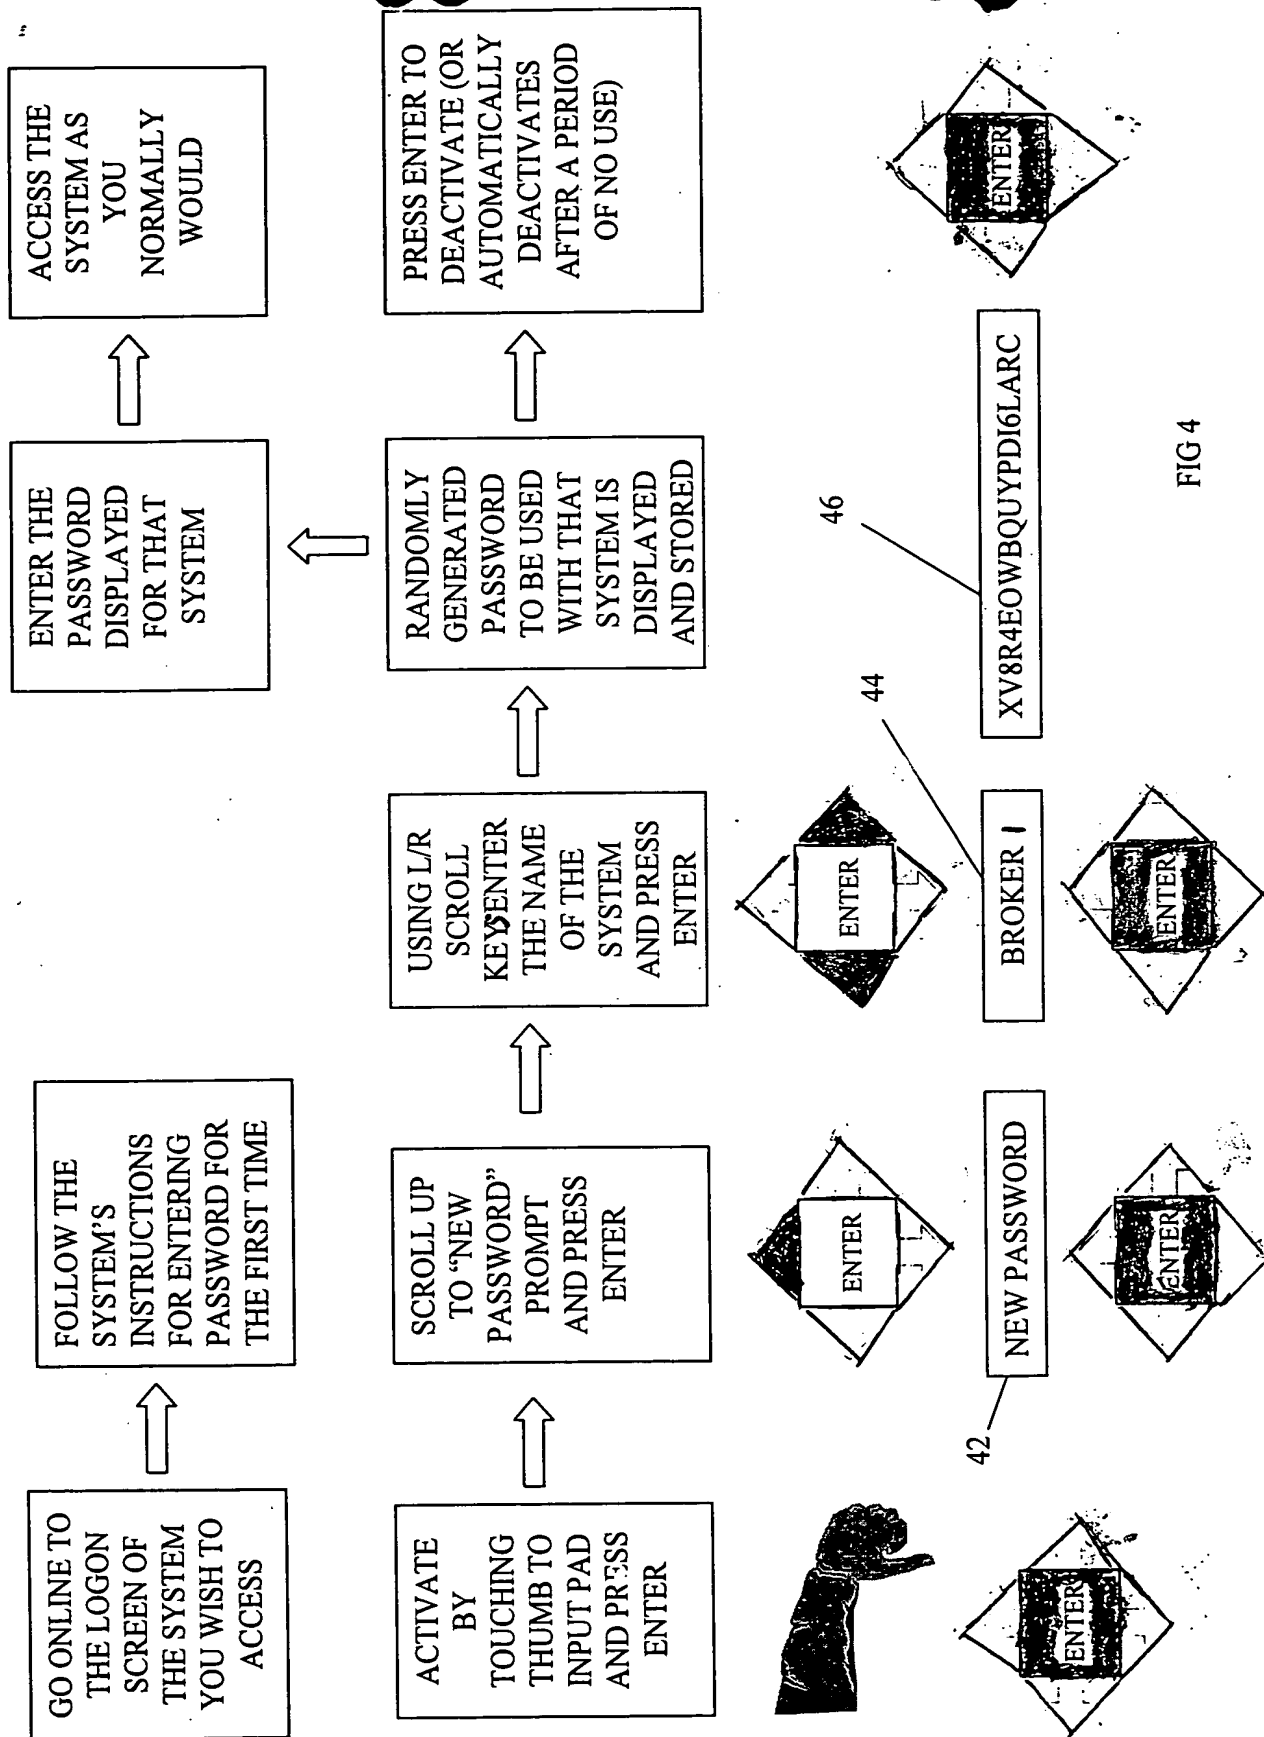 GO ONLINE TO
THE LOGON
SCREEN OF
THE SYSTEM
YOU WISH TO
ACCESS
FOLLOW THE
SYSTEM'S
INSTRUCTIONS
FOR ENTERING
PASSWORD FOR
THE FIRST TIME
ENTER THE
PASSWORD
DISPLAYED
FOR THAT
SYSTEM
ACCESS THE
SYSTEM AS
YOU
NORMALLY
WOULD
ACTIVATE
BY
TOUCHING
THUMB TO
INPUT PAD
AND PRESS
ENTER
SCROLL UP
TO “NEW
PASSWORD”
PROMPT
AND PRESS
ENTER
USING L/R
SCROLL
KEYSENTER
THE NAME
OF THE
SYSTEM
AND PRESS
ENTER
RANDOMLY
GENERATED
PASSWORD
TO BE USED
WITH THAT
SYSTEM IS
DISPLAYED
AND STORED
PRESS ENTER TO
DEACTIVATE (OR
AUTOMATICALLY
DEACTIVATES
AFTER A PERIOD
OF NO USE)
ENTER
ENTER
44
46
42
NEW PASSWORD
BROKER 1
XV8R4EOWBQUYPDI6LARC
ENTER
ENTER
ENTER
ENTER
FIG 4